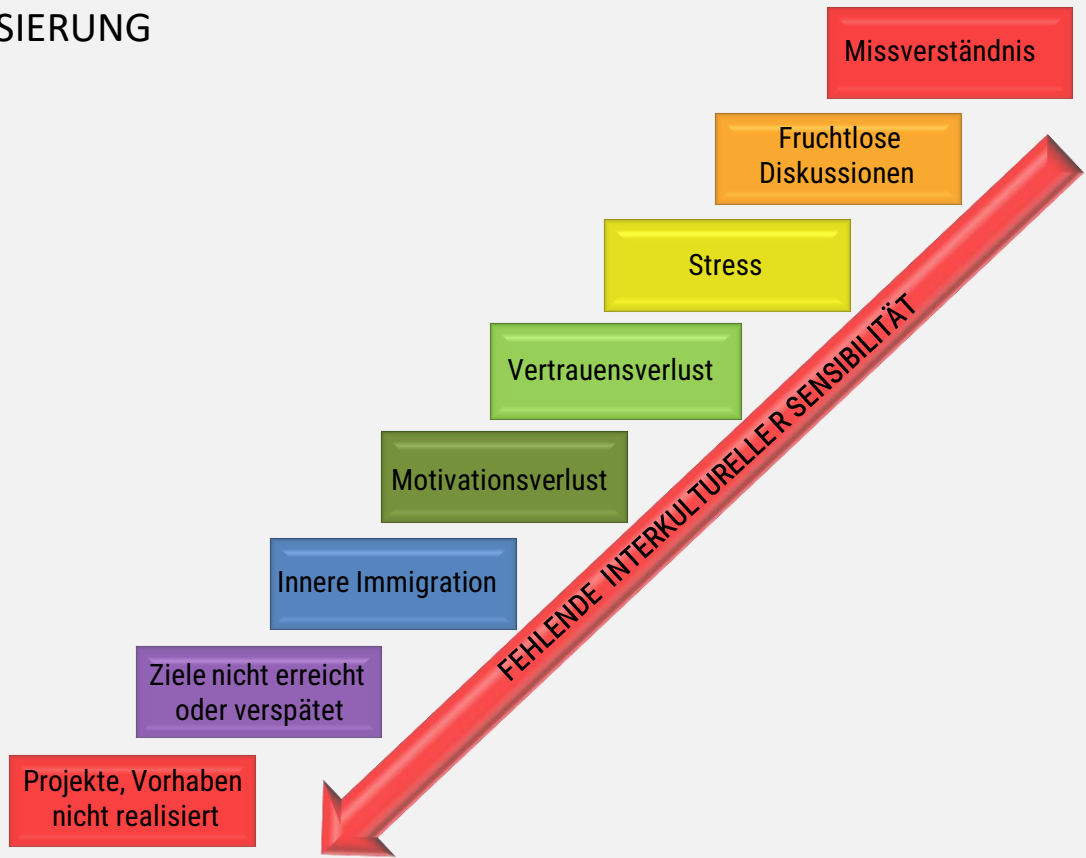 SIERUNG
Missverständnis
Fruchtlose
Diskussionen
Stress
Vertrauensverlust
Motivationsverlust
Innere Immigration
Ziele nicht erreicht
oder verspätet
Projekte, Vorhaben
nicht realisiert
FEHLENDE INTERKULTURELLER SENSIBILITÄT